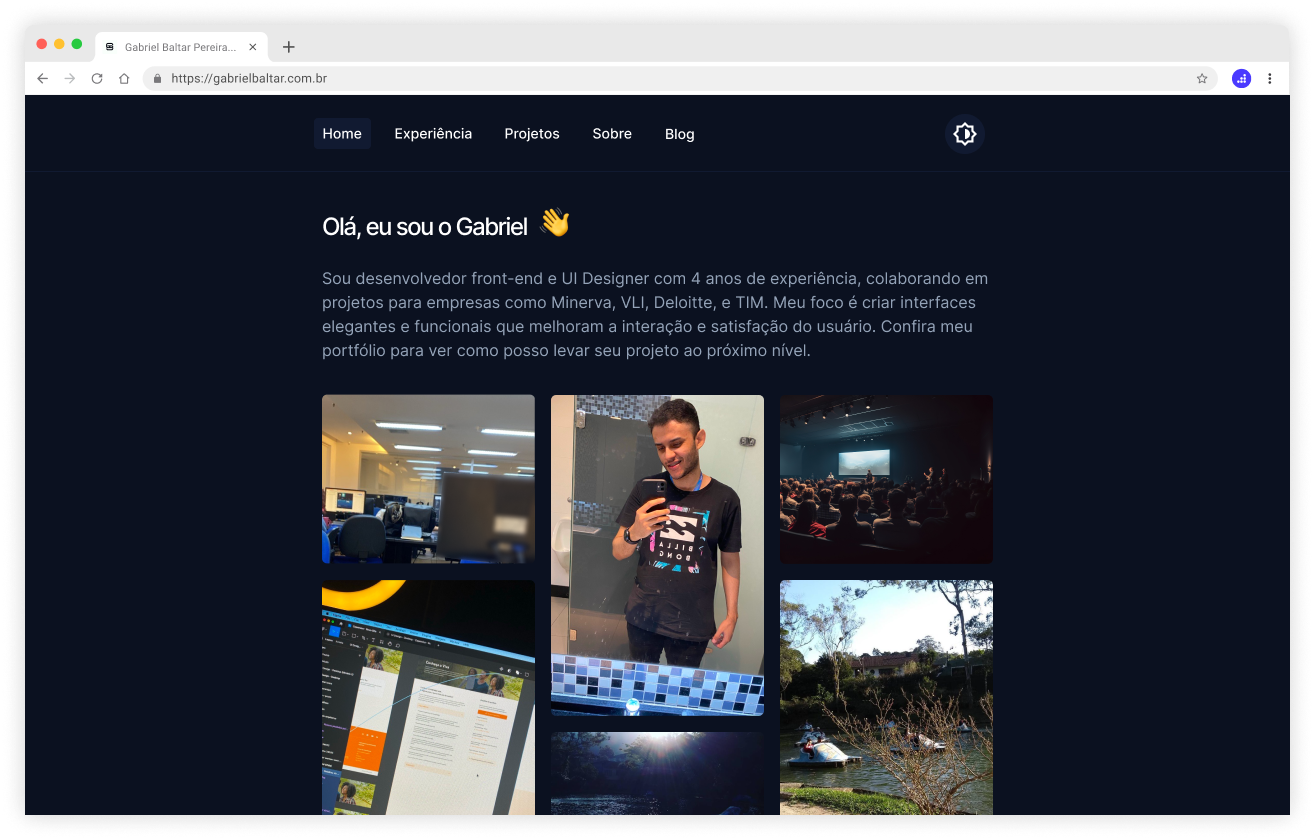 Gabriel Baltar Pereira...
https://gabrielbaltar.com.br
Home Experiência Projetos Sobre Blog
Olá, eu sou o Gabriel 👋
Sou desenvolvedor front-end e UI Designer com 4 anos de experiência, colaborando em
projetos para empresas como Minerva, VLI, Deloitte, e TIM. Meu foco é criar interfaces
elegantes e funcionais que melhoram a interação e satisfação do usuário. Confira meu
portfólio para ver como posso levar seu projeto ao próximo nível.
BILLA
BONG